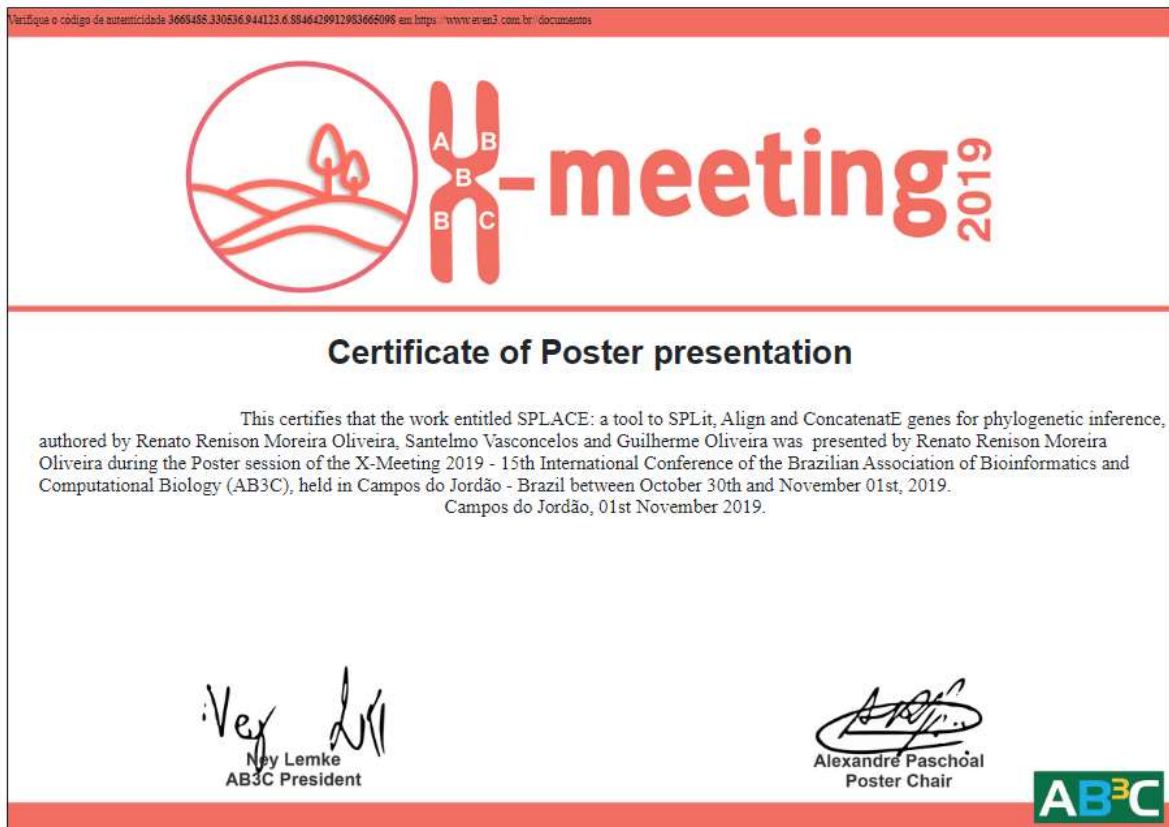 Verifique o código de autenticidade 3668485.330536.944123.6.8846429912983665098 em https://www.even3.com.br//documentos
A B
B
B C
-meeting
2019
Certificate of Poster presentation
This certifies that the work entitled SPLACE: a tool to SPLit, Align and ConcatenatE genes for phylogenetic inference,
authored by Renato Renison Moreira Oliveira, Santelmo Vasconcelos and Guilherme Oliveira was presented by Renato Renison Moreira
Oliveira during the Poster session of the X-Meeting 2019 - 15th International Conference of the Brazilian Association of Bioinformatics and
Computational Biology (AB3C), held in Campos do Jordão - Brazil between October 30th and November 01st, 2019.
Campos do Jordão, 01st November 2019.
Ney Lemke
AB3C President
Alexandre Paschoal
Poster Chair
AB³C